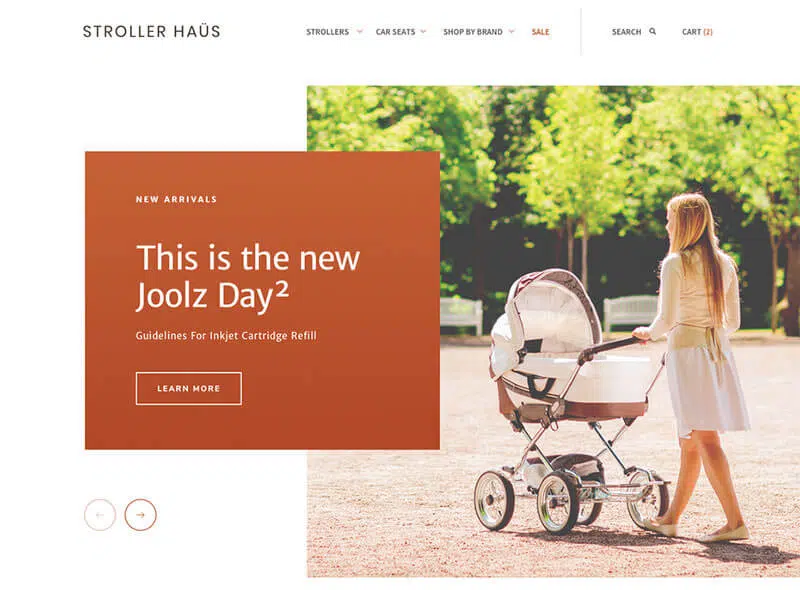 STROLLER HAÜS
STROLLERS CAR SEATS SHOP BY BRAND SALE SEARCH CART (2)
NEW ARRIVALS
This is the new
Joolz Day²
Guidelines For Inkjet Cartridge Refill
LEARN MORE